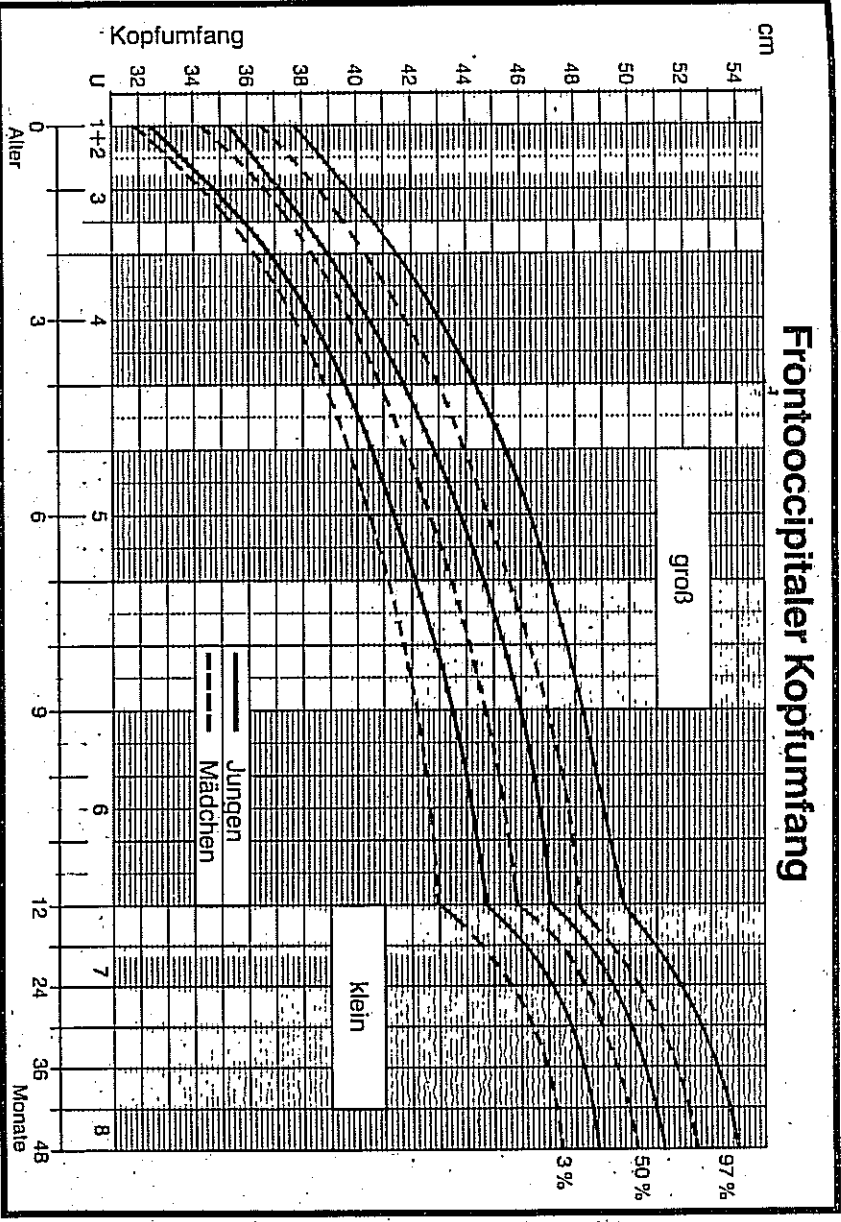 Frontooccipitaler Kopfumfang
cm
54
52
50
48
46
44
42
40
38
36
34
32
Kopfumfang
groß
klein
Jungen
Mädchen
97 %
50 %
3 %
U 1+2 3 4 5 6 7 8
0 3 6 9 12 24 36 48
Alter Monate